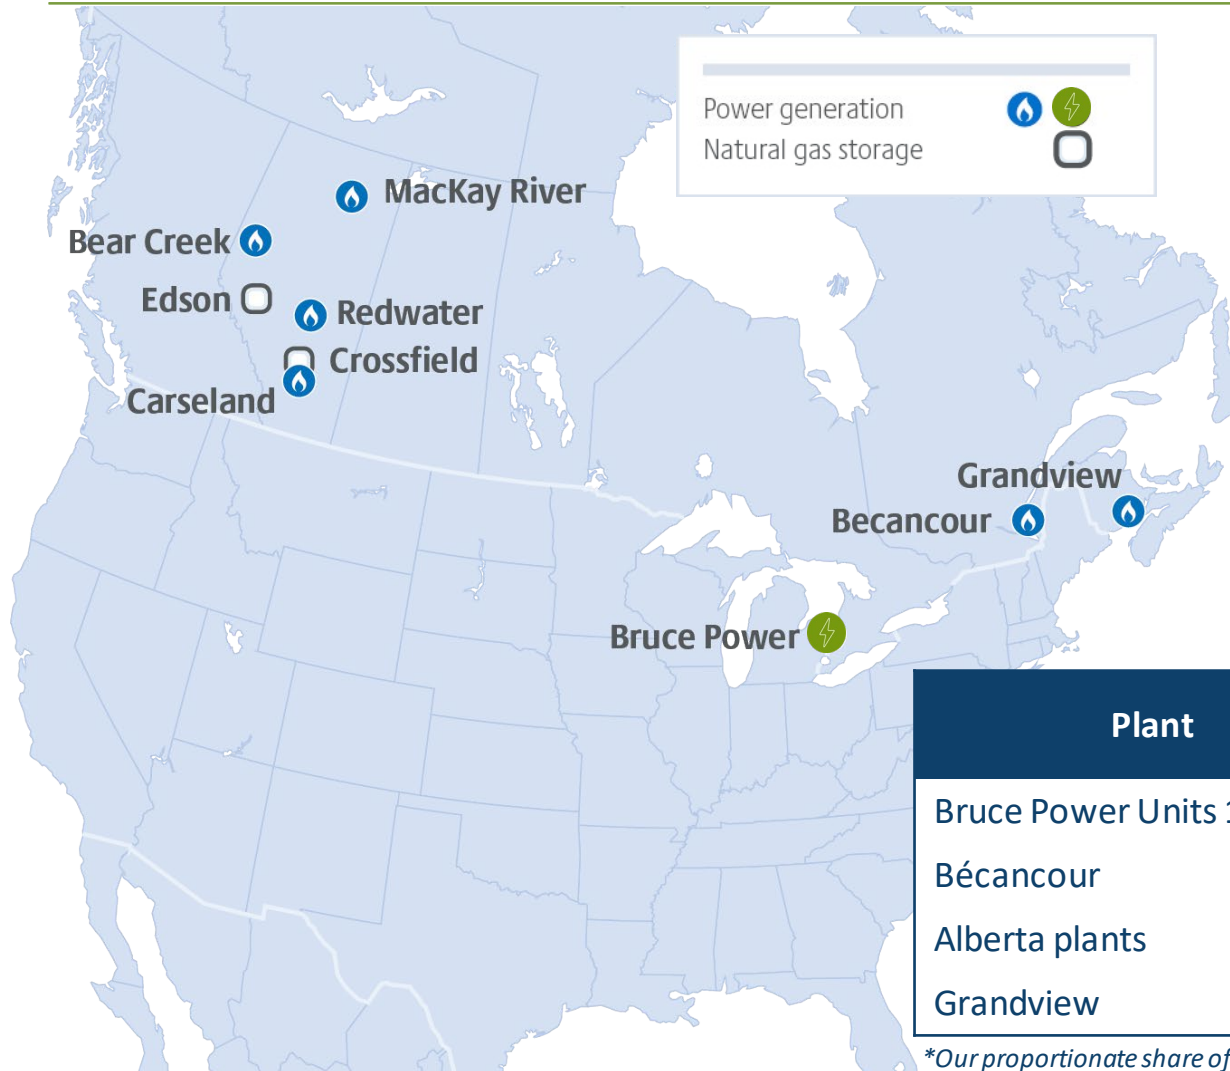 Power generation
Natural gas storage
MacKay River
Bear Creek
Edson
Redwater
Crossfield
Carseland
Grandview
Becancour
Bruce Power
Plant
Bruce Power Units
Bécancour
Alberta plants
Grandview
*Our proportionate share of